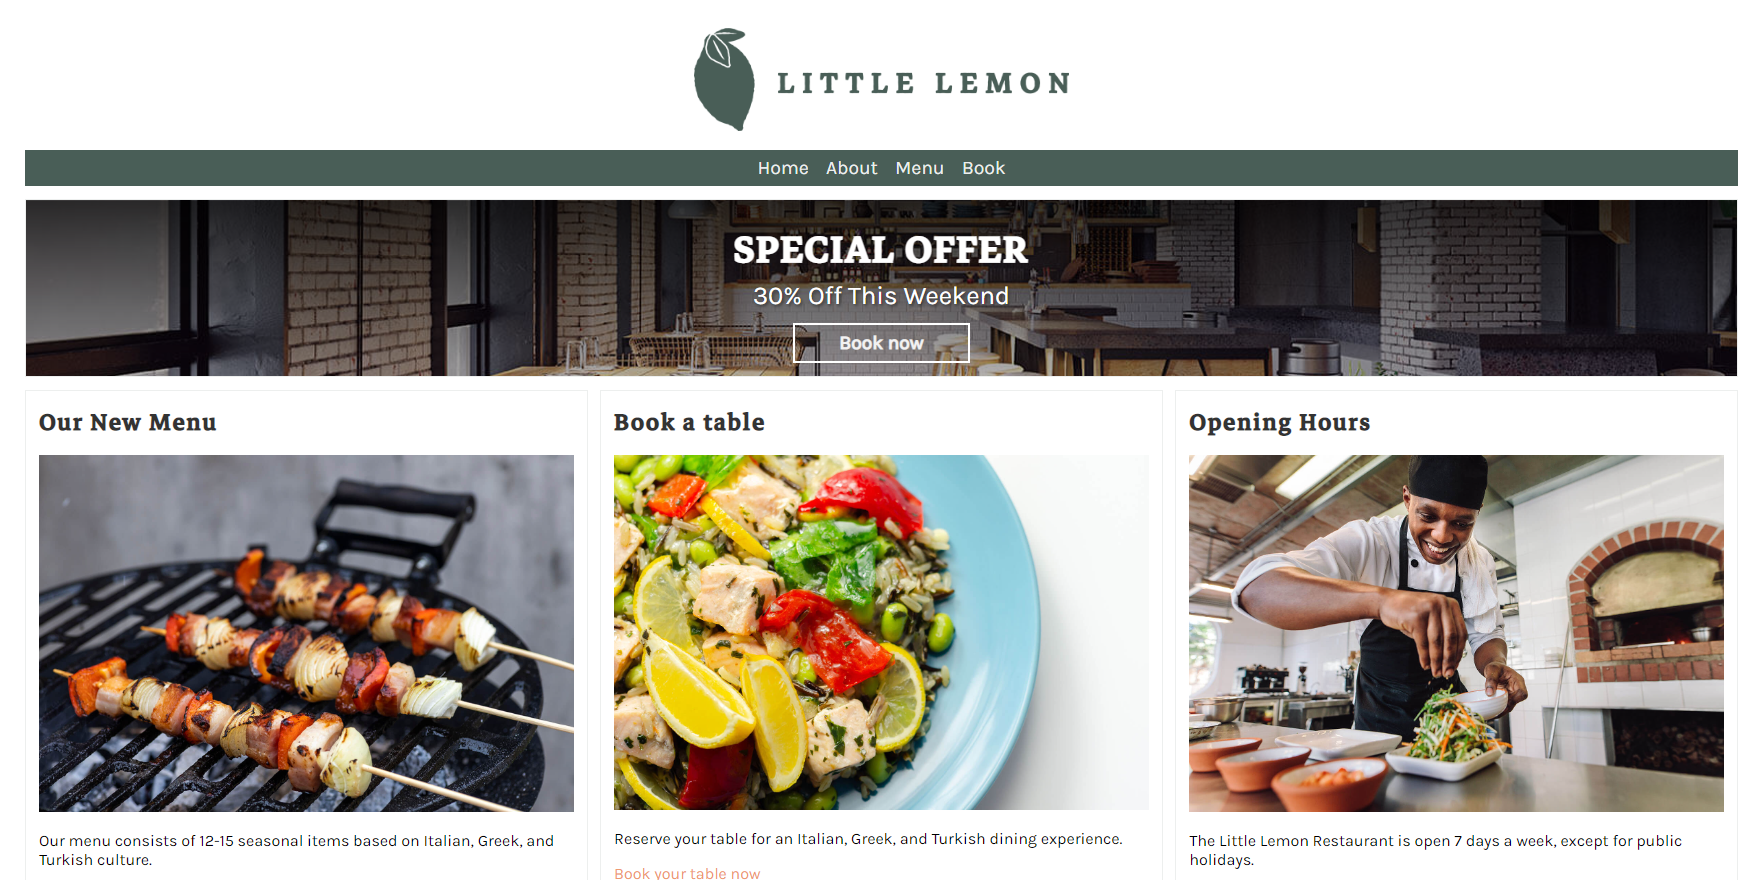 LITTLE LEMON
Home About Menu Book
SPECIAL OFFER
30% Off This Weekend
Book now
Our New Menu
Our menu consists of 12-15 seasonal items based on Italian, Greek, and
Turkish culture.
Book a table
Reserve your table for an Italian, Greek, and Turkish dining experience.
Book your table now
Opening Hours
The Little Lemon Restaurant is open 7 days a week, except for public
holidays.